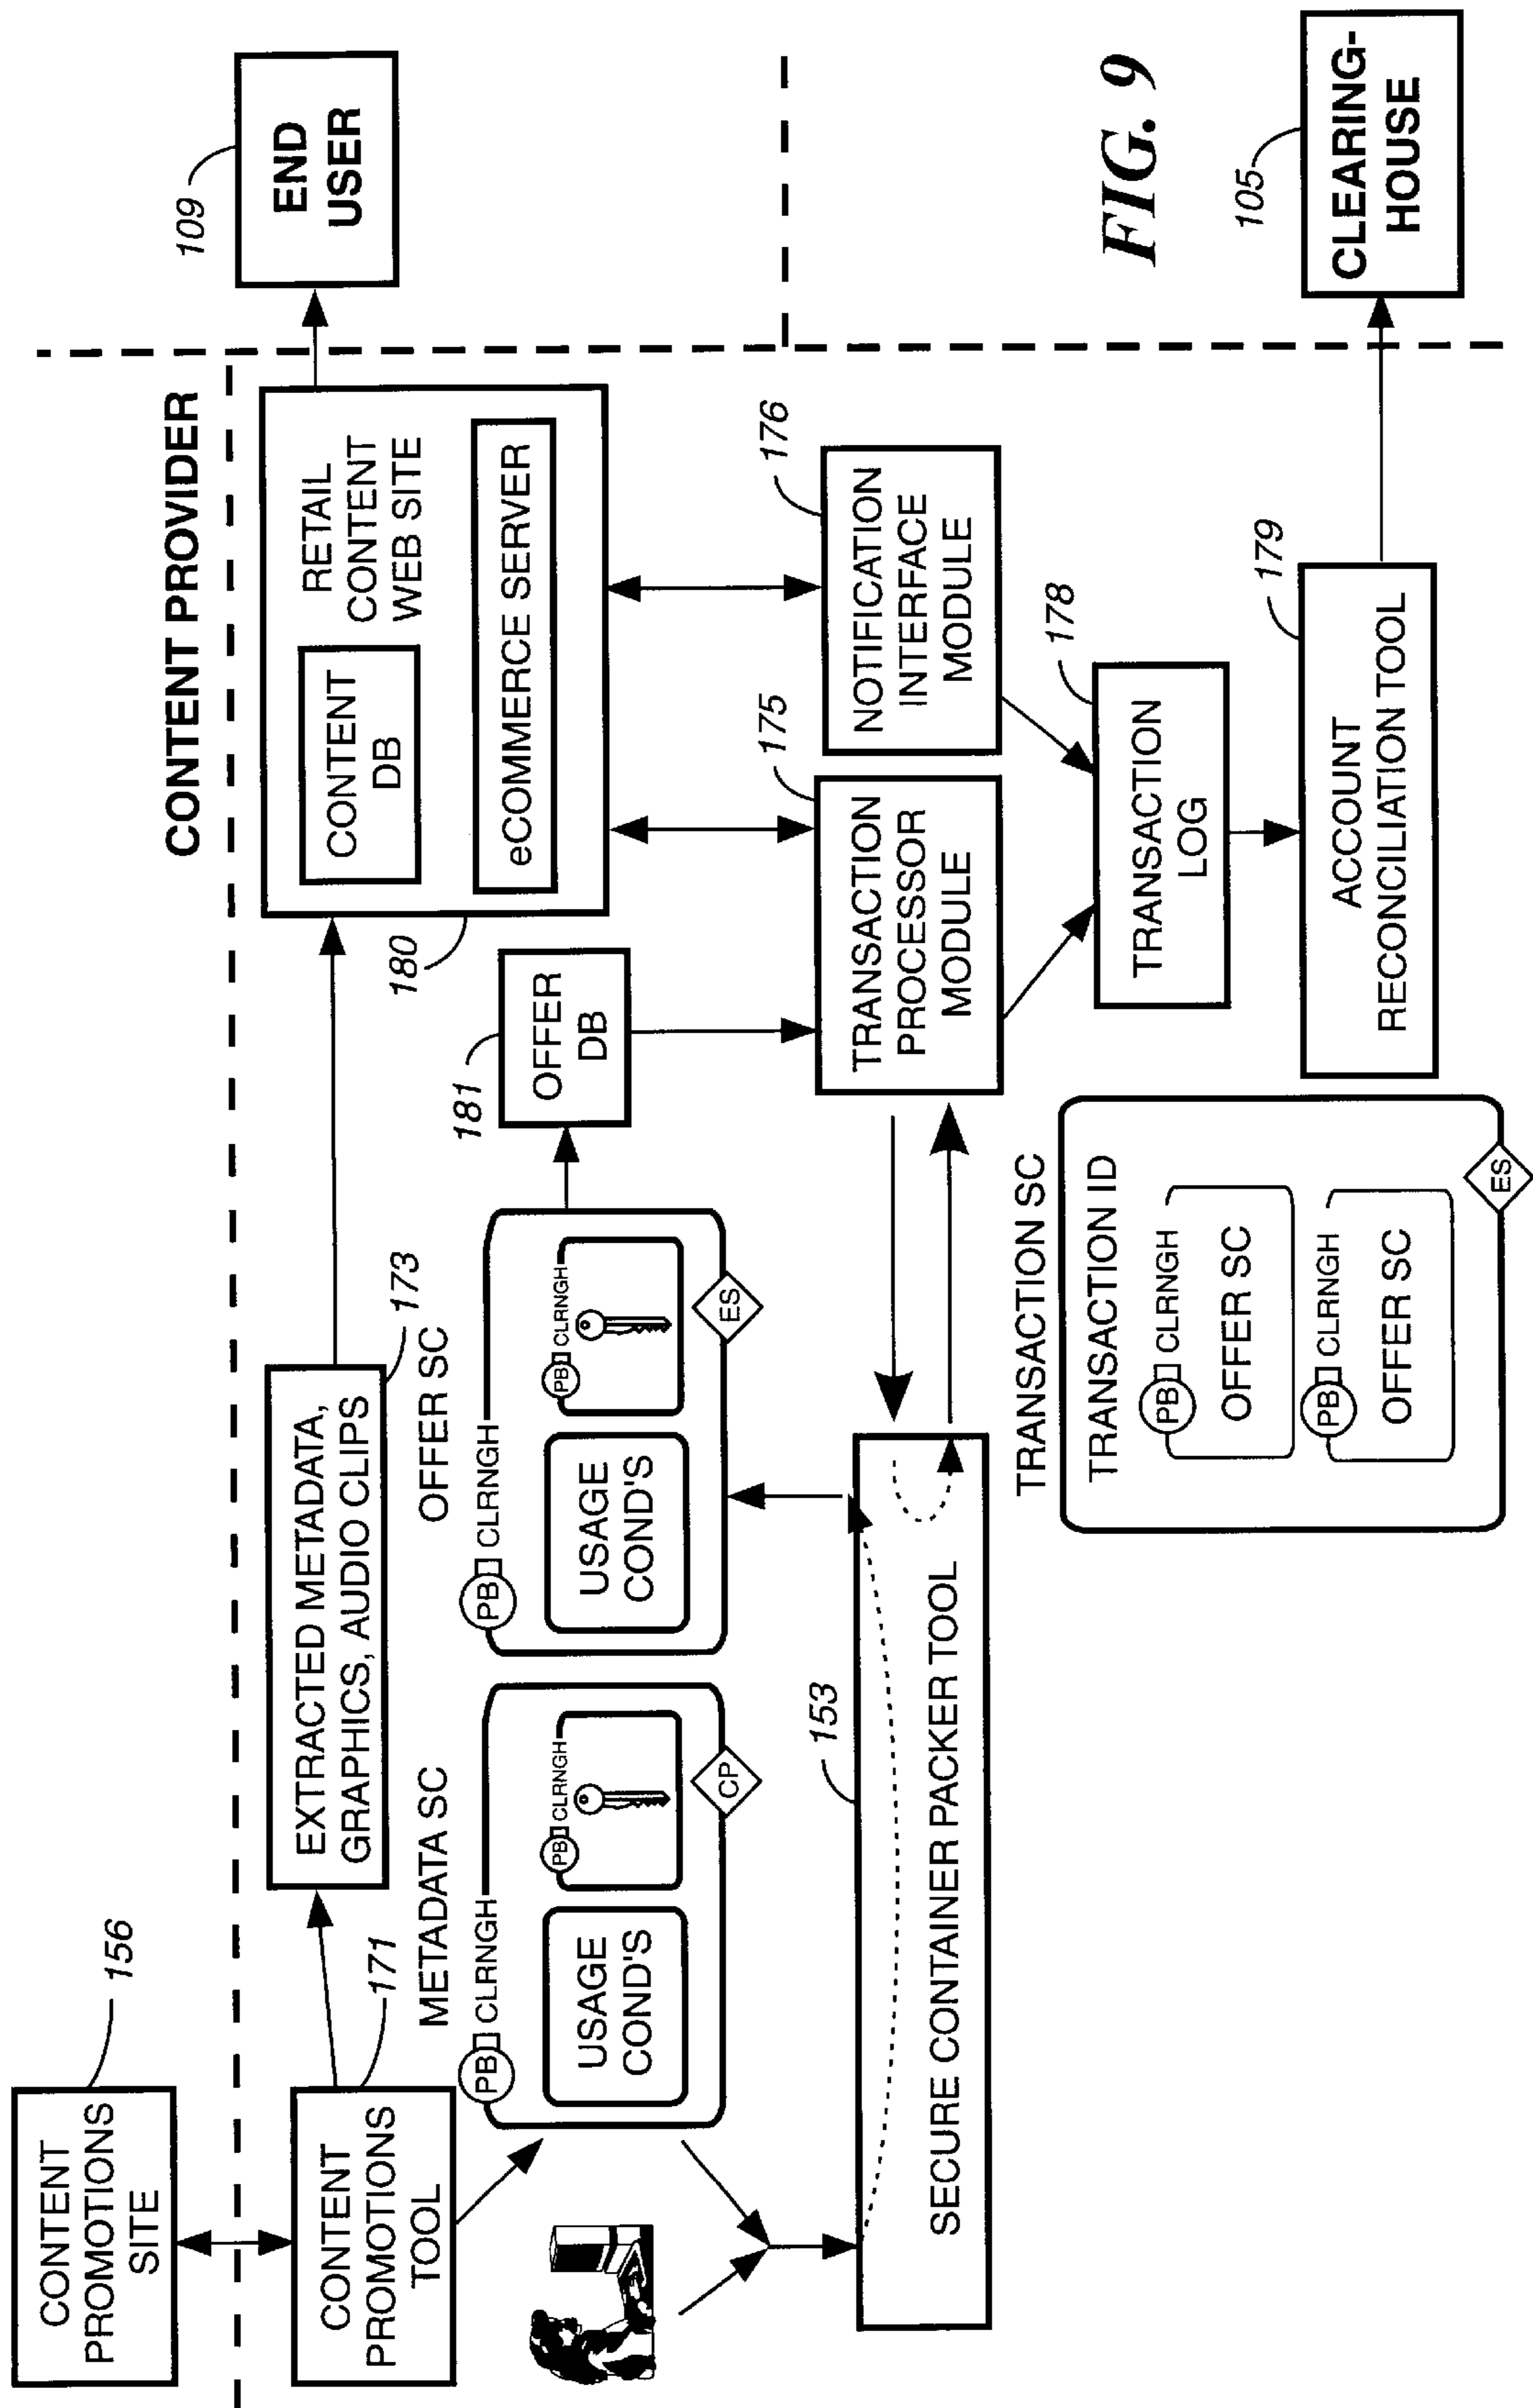 CONTENT
PROMOTIONS
SITE
156
CONTENT PROVIDER
CONTENT
PROMOTIONS
TOOL
171
EXTRACTED METADATA,
GRAPHICS, AUDIO CLIPS
173
CONTENT
DB
RETAIL
CONTENT
WEB SITE
eCOMMERCE SERVER
180
END
USER
109
METADATA SC
PB CLRNGH
USAGE
COND'S
PB CLRNGH
CP
OFFER SC
PB CLRNGH
USAGE
COND'S
PB CLRNGH
ES
181
OFFER
DB
153
SECURE CONTAINER PACKER TOOL
175
TRANSACTION
PROCESSOR
MODULE
176
NOTIFICATION
INTERFACE
MODULE
TRANSACTION SC
TRANSACTION ID
PB CLRNGH
OFFER SC
PB CLRNGH
OFFER SC
ES
178
TRANSACTION
LOG
179
ACCOUNT
RECONCILIATION TOOL
FIG. 9
105
CLEARING-
HOUSE